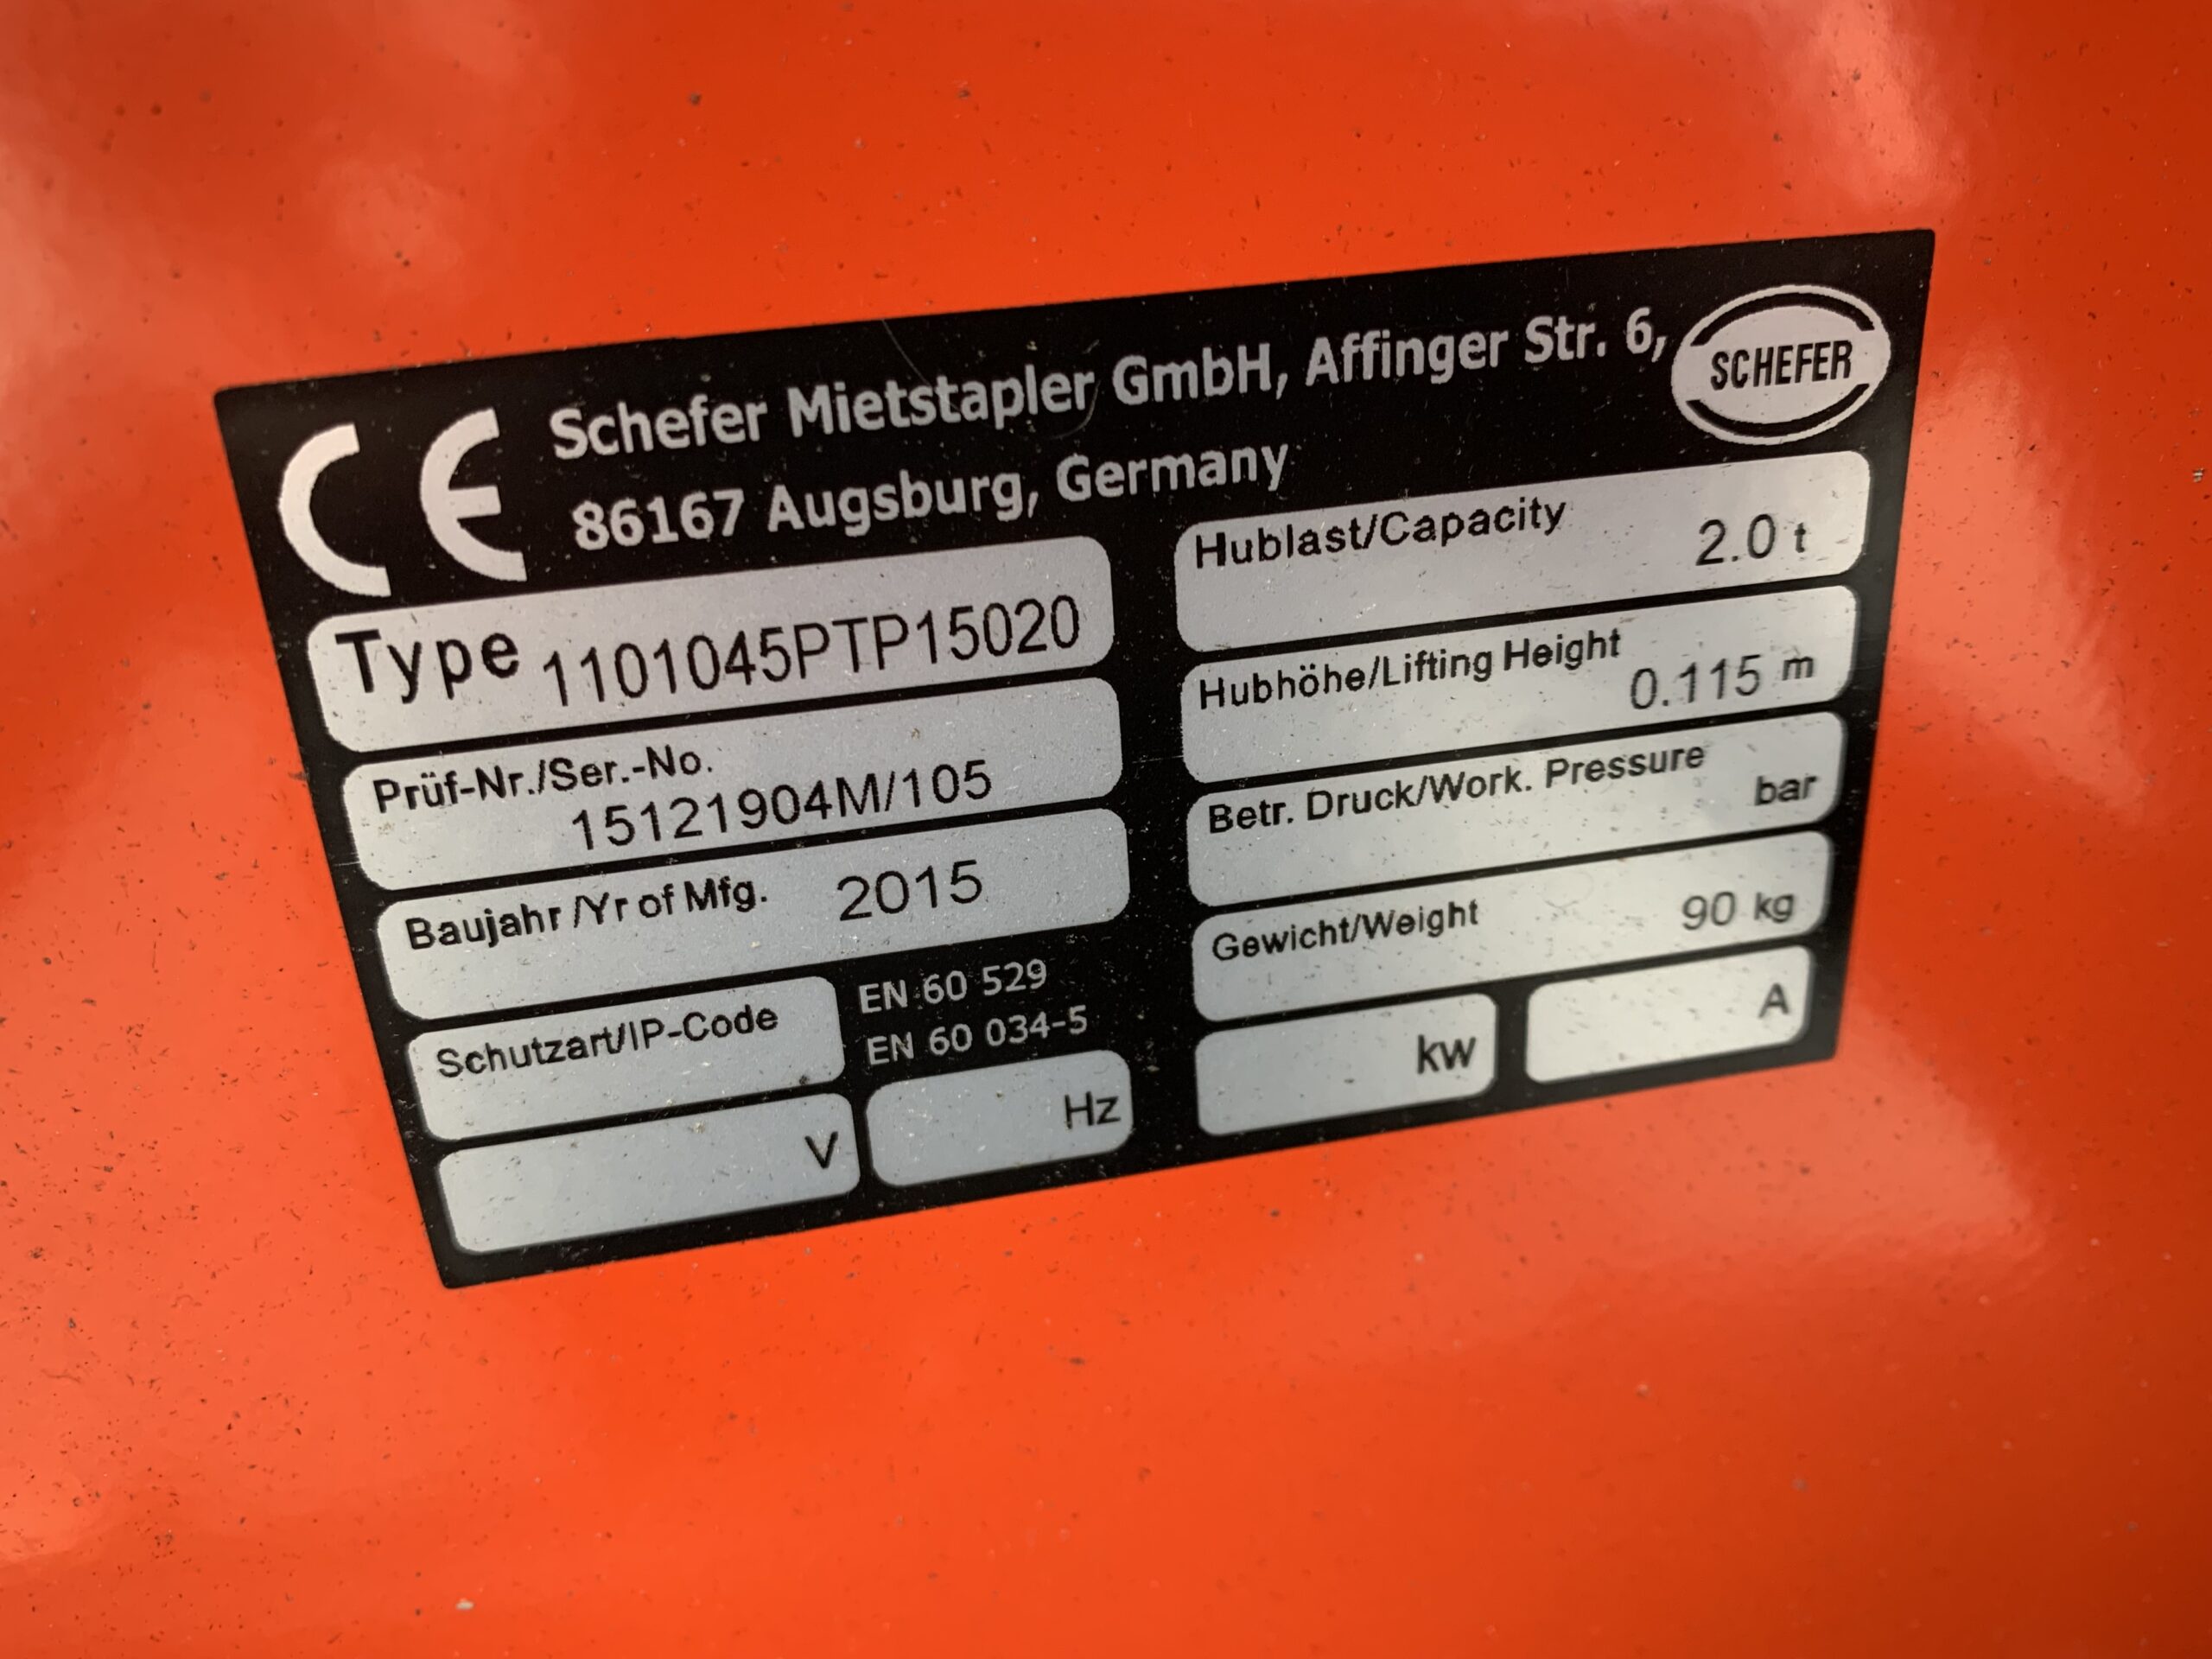 CE
Schefer Mietstapler GmbH, Affinger Str. 6,
86167 Augsburg, Germany
SCHEFER
Type 1101045PTP15020
Prüf-Nr./Ser.-No.
15121904M/105
Baujahr /Yr of Mfg. 2015
Schutzart/IP-Code
EN 60 529
EN 60 034-5
V
Hz
Hublast/Capacity
2.0 t
Hubhöhe/Lifting Height
0.115 m
Betr. Druck/Work. Pressure
bar
Gewicht/Weight
90 kg
kw
A